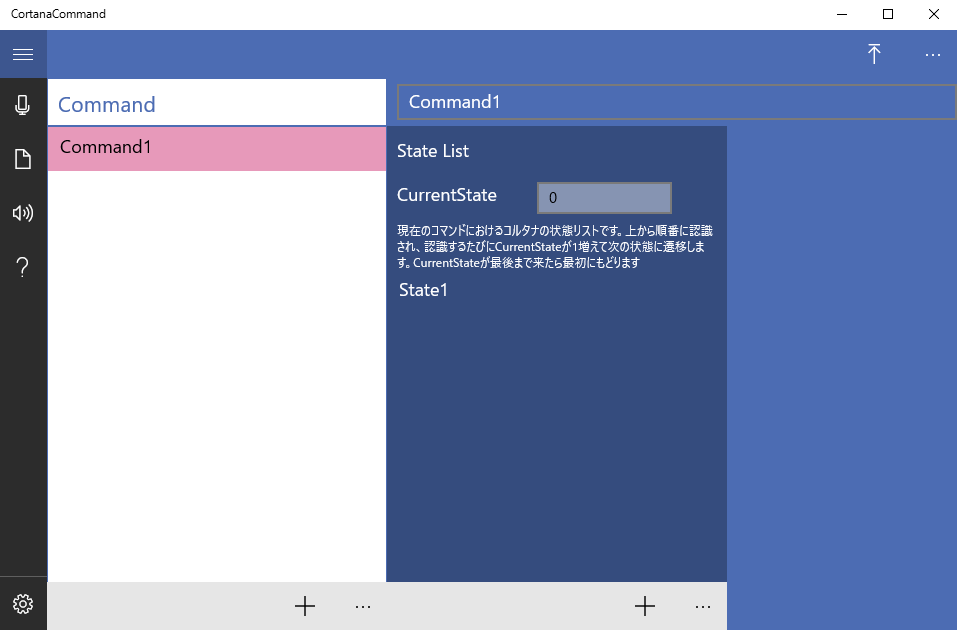 CortanaCommand
Command
Command1
Command1
State List
CurrentState
0
現在のコマンドにおけるコルタナの状態リストです。上から順番に認識
され、認識するたびにCurrentStateが1増えて次の状態に遷移しま
す。CurrentStateが最後まで来たら最初にもどります
State1